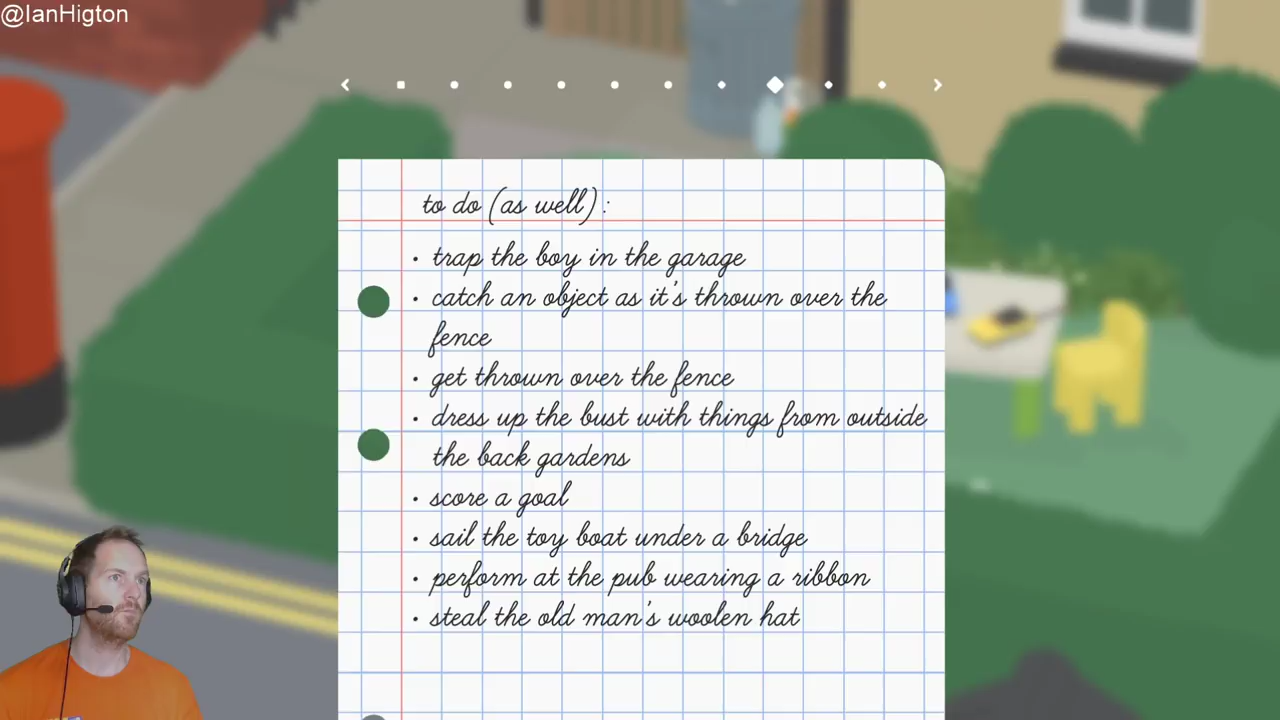 @IanHigton
to do (as well):
• trap the boy in the garage
• catch an object as it's thrown over the
fence
• get thrown over the fence
• dress up the bust with things from outside
the back gardens
• score a goal
• sail the toy boat under a bridge
• perform at the pub wearing a ribbon
• steal the old man's woolen hat